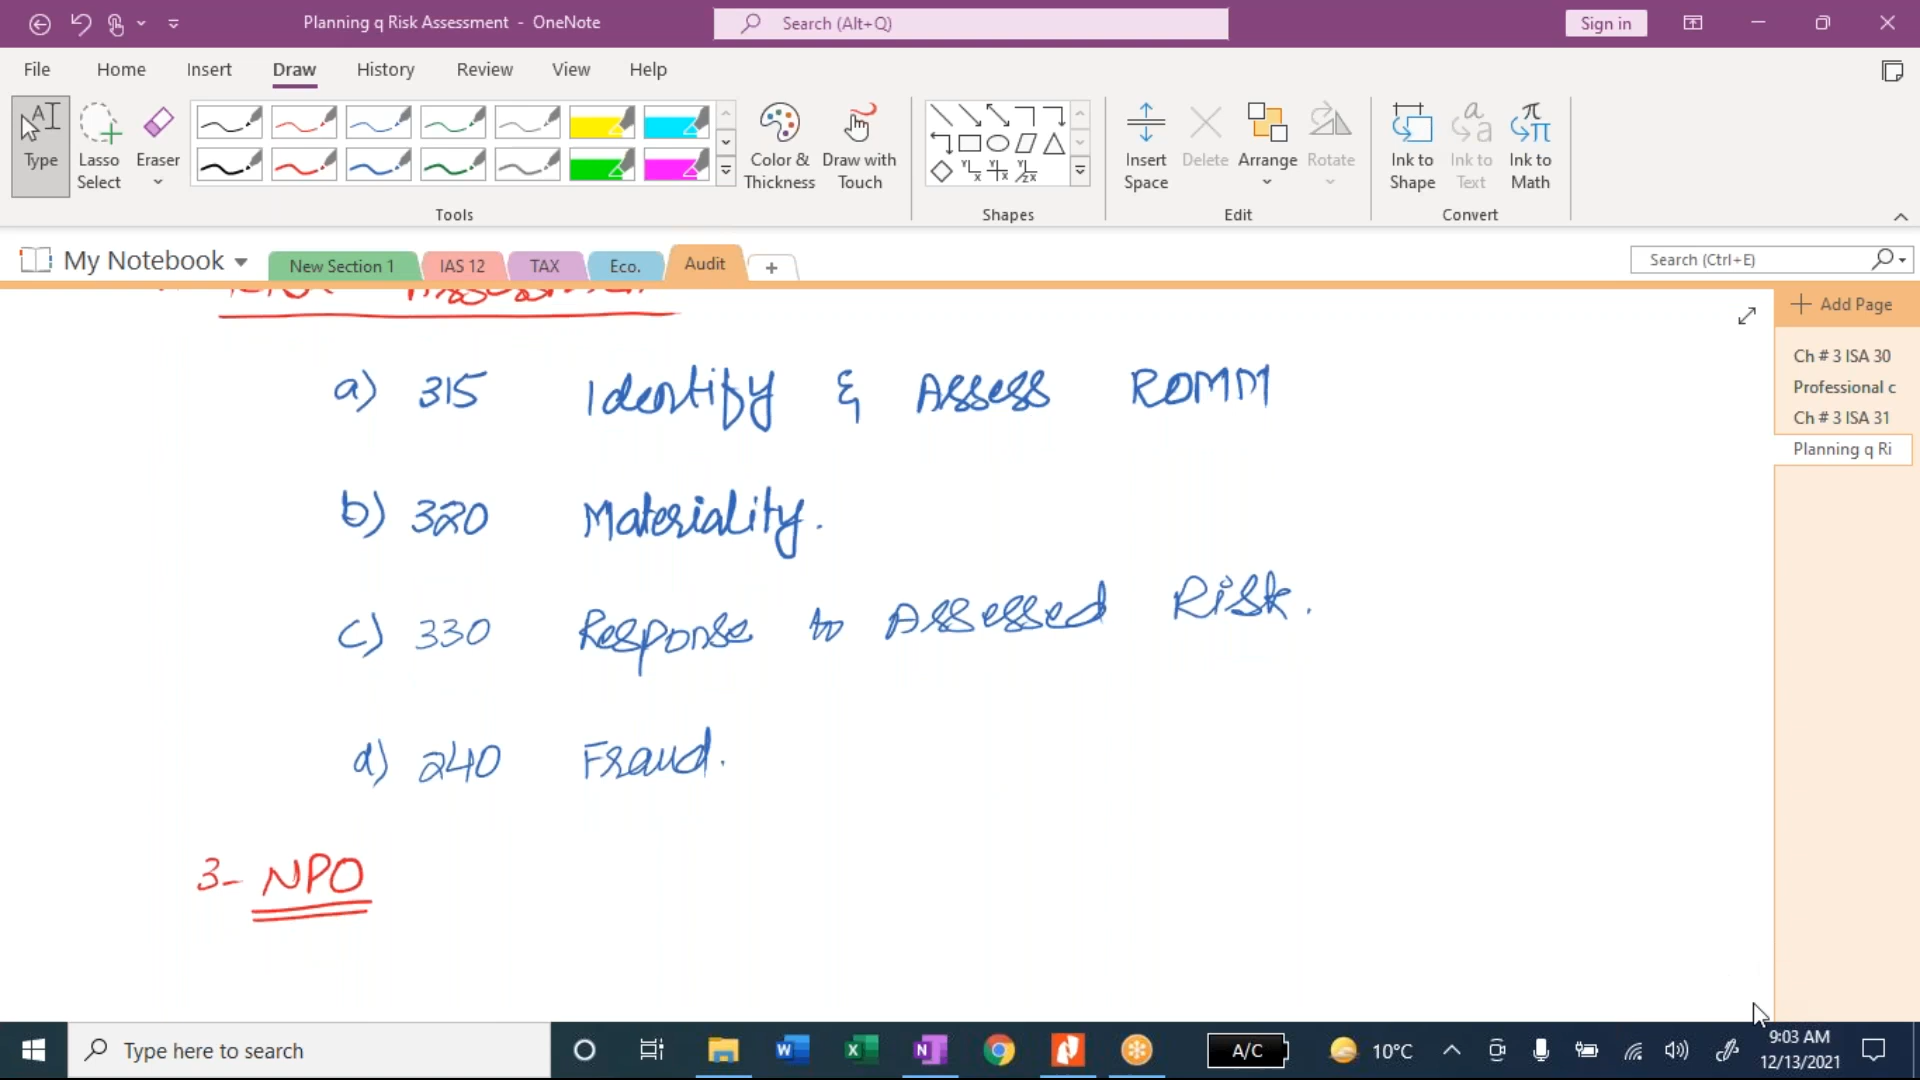 Planning q Risk Assessment - OneNote
Search (Alt+Q)
Sign in
File Home Insert Draw History Review View Help
Type
Lasso Select
Eraser
Color & Thickness
Draw with Touch
Insert Space
Delete
Arrange
Rotate
Ink to Shape
Ink to Text
Ink to Math
Tools Shapes Edit Convert
My Notebook
New Section 1 IAS 12 TAX Eco. Audit
Search (Ctrl+E)
Add Page
Ch # 3 ISA 30
Professional c
Ch # 3 ISA 31
Planning q Ri
Risk Assessment
a) 315 Identify & Assess ROMM
b) 320 Materiality.
c) 330 Response to Assessed Risk.
d) 240 Fraud.
3- NPO
Type here to search
A/C
10°C
9:03 AM
12/13/2021